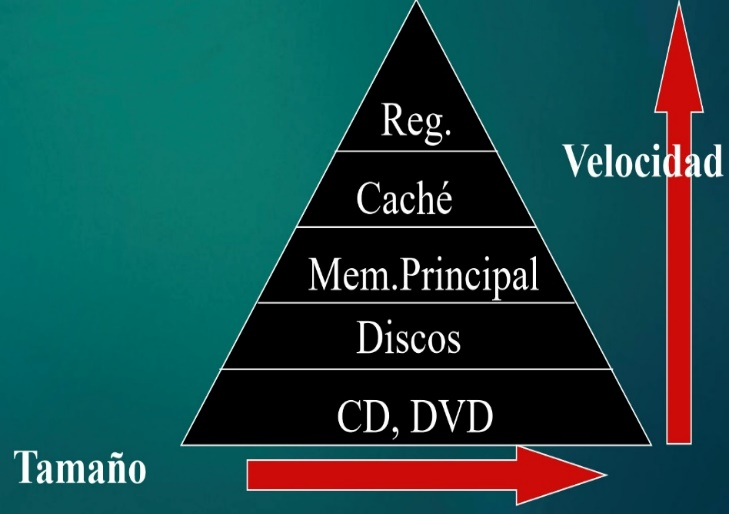 Reg.
Velocidad
Caché
Mem.Principal
Discos
CD, DVD
Tamaño